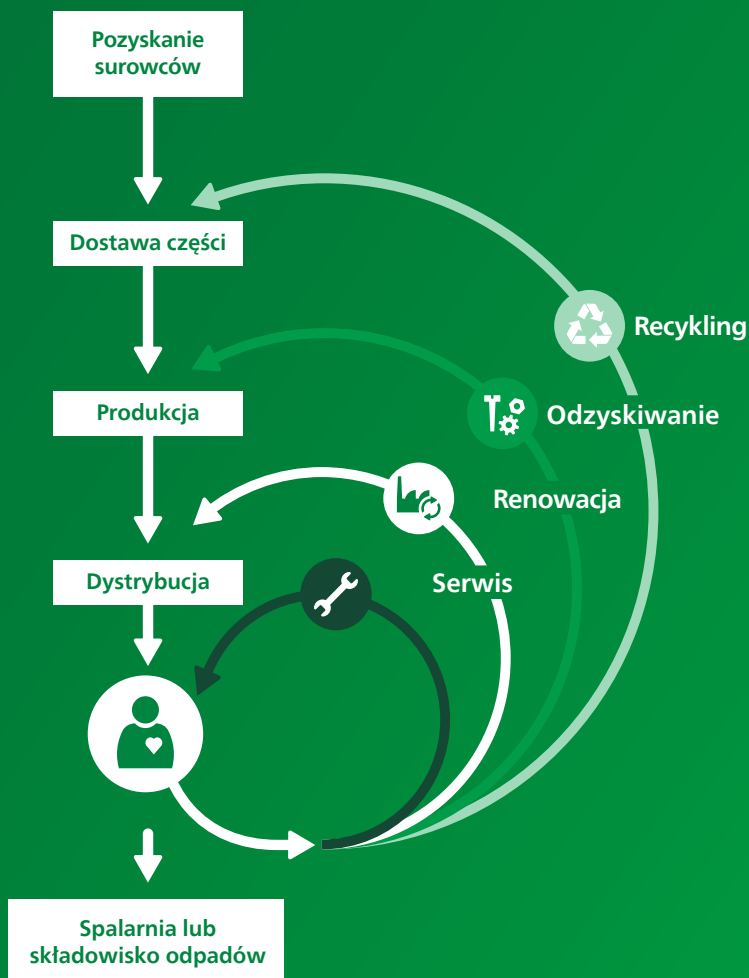 Pozyskanie
surowców
Dostawa części
Recykling
Produkcja
Odzyskiwanie
Renowacja
Dystrybucja
Serwis
Spalarnia lub
składowisko odpadów